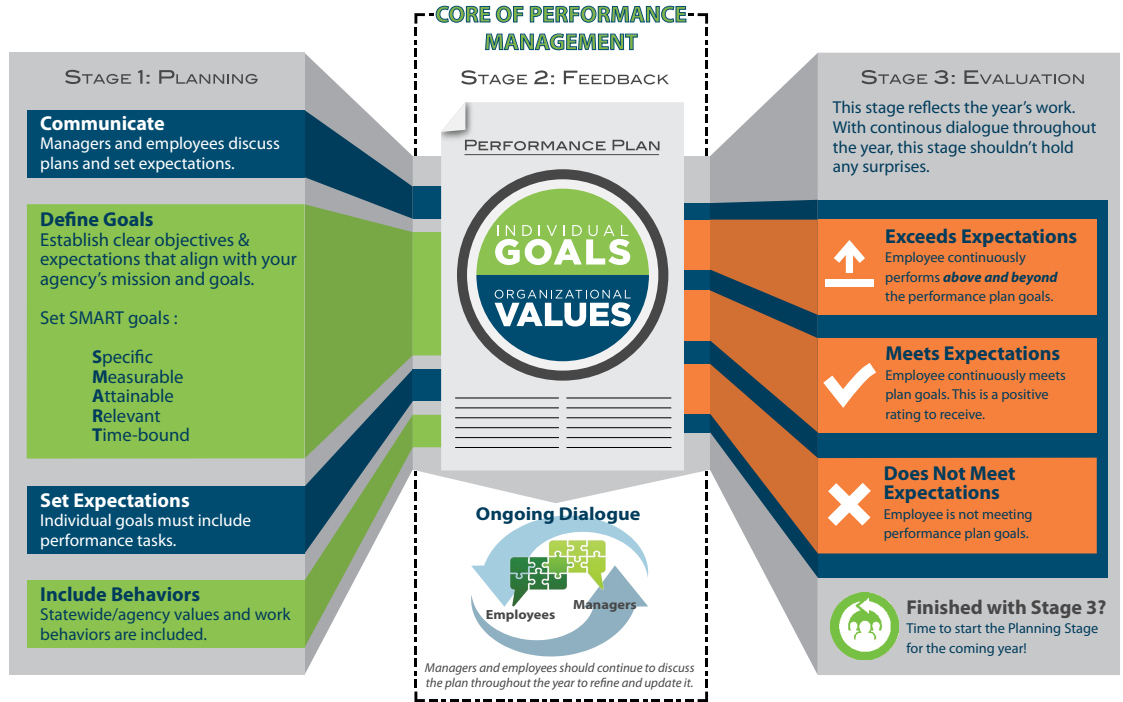 CORE OF PERFORMANCE
MANAGEMENT
STAGE 1: PLANNING
Communicate
Managers and employees discuss
plans and set expectations.
Define Goals
Establish clear objectives &
expectations that align with your
agency's mission and goals.
Set SMART goals :
Specific
Measurable
Attainable
Relevant
Time-bound
Set Expectations
Individual goals must include
performance tasks.
Include Behaviors
Statewide/agency values and work
behaviors are included.
STAGE 2: FEEDBACK
PERFORMANCE PLAN
INDIVIDUAL
GOALS
ORGANIZATIONAL
VALUES
Ongoing Dialogue
Employees
Managers
Managers and employees should continue to discuss
the plan throughout the year to refine and update it.
STAGE 3: EVALUATION
This stage reflects the year's work.
With continous dialogue throughout
the year, this stage shouldn't hold
any surprises.
Exceeds Expectations
Employee continuously
performs above and beyond
the performance plan goals.
Meets Expectations
Employee continuously meets
plan goals. This is a positive
rating to receive.
Does Not Meet
Expectations
Employee is not meeting
performance plan goals.
Finished with Stage 3?
Time to start the Planning Stage
for the coming year!